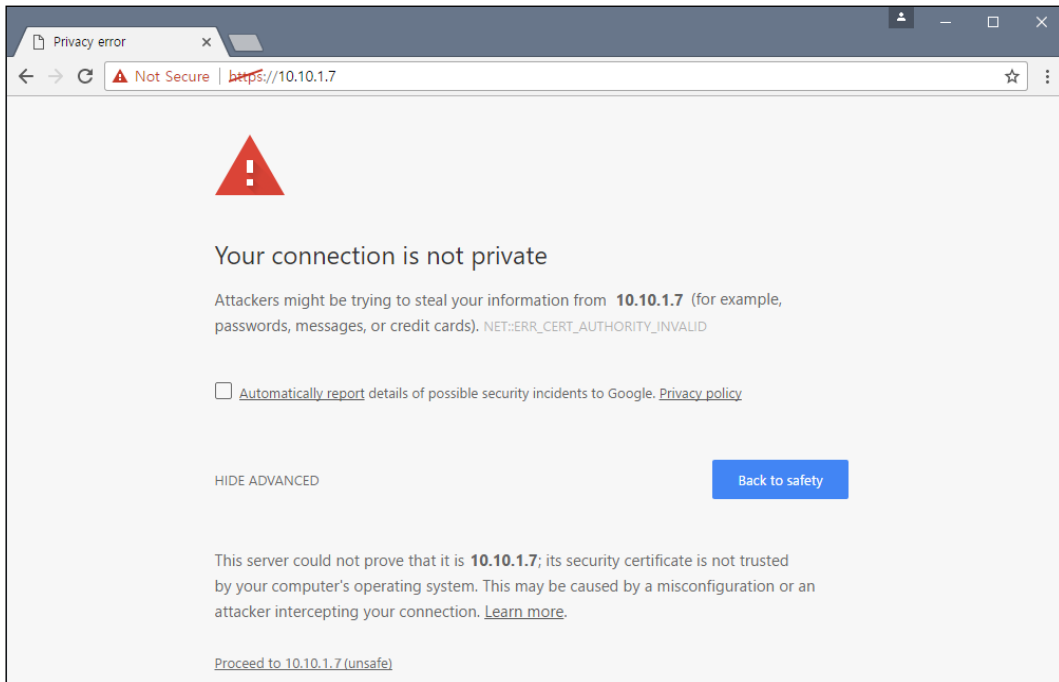 Privacy error
Not Secure | https://10.10.1.7
Your connection is not private
Attackers might be trying to steal your information from 10.10.1.7 (for example,
passwords, messages, or credit cards). NET::ERR_CERT_AUTHORITY_INVALID
Automatically report details of possible security incidents to Google. Privacy policy
HIDE ADVANCED
Back to safety
This server could not prove that it is 10.10.1.7; its security certificate is not trusted
by your computer's operating system. This may be caused by a misconfiguration or an
attacker intercepting your connection. Learn more.
Proceed to 10.10.1.7 (unsafe)